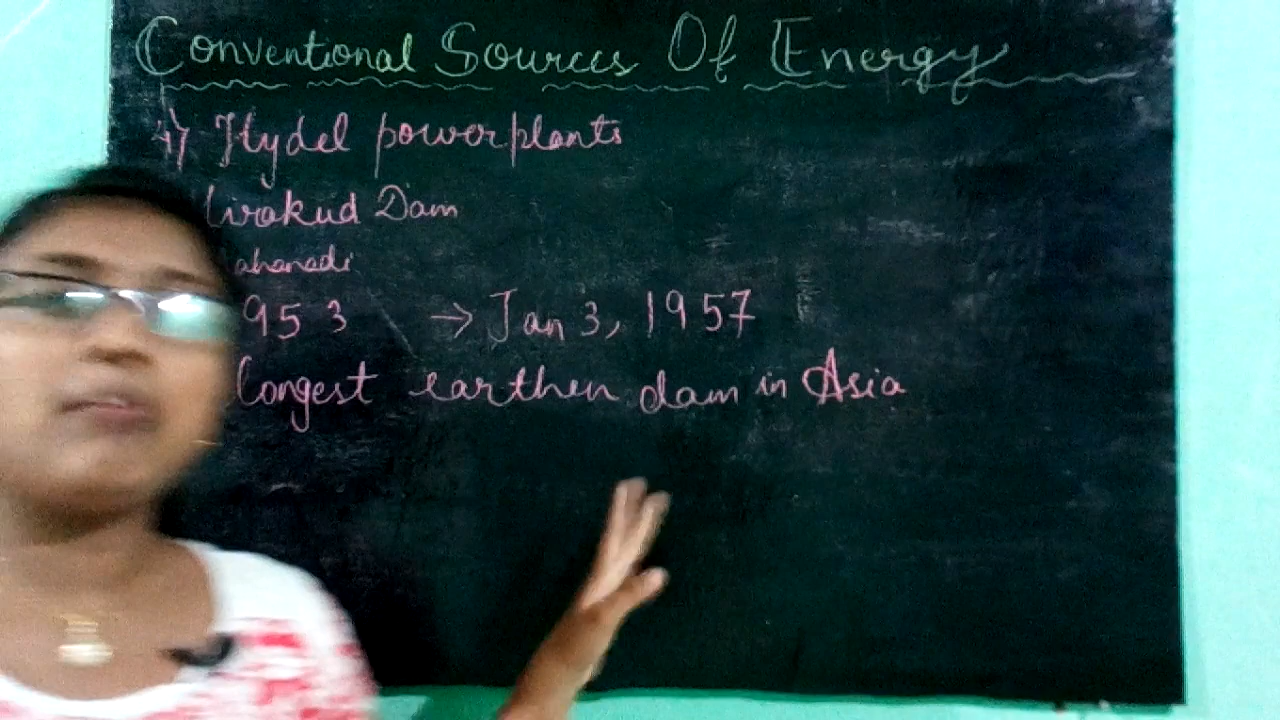 Conventional Sources Of Energy
4) Hydel powerplants
irakud Dam
ahanadi
953 → Jan 3, 1957
Longest earthen dam in Asia